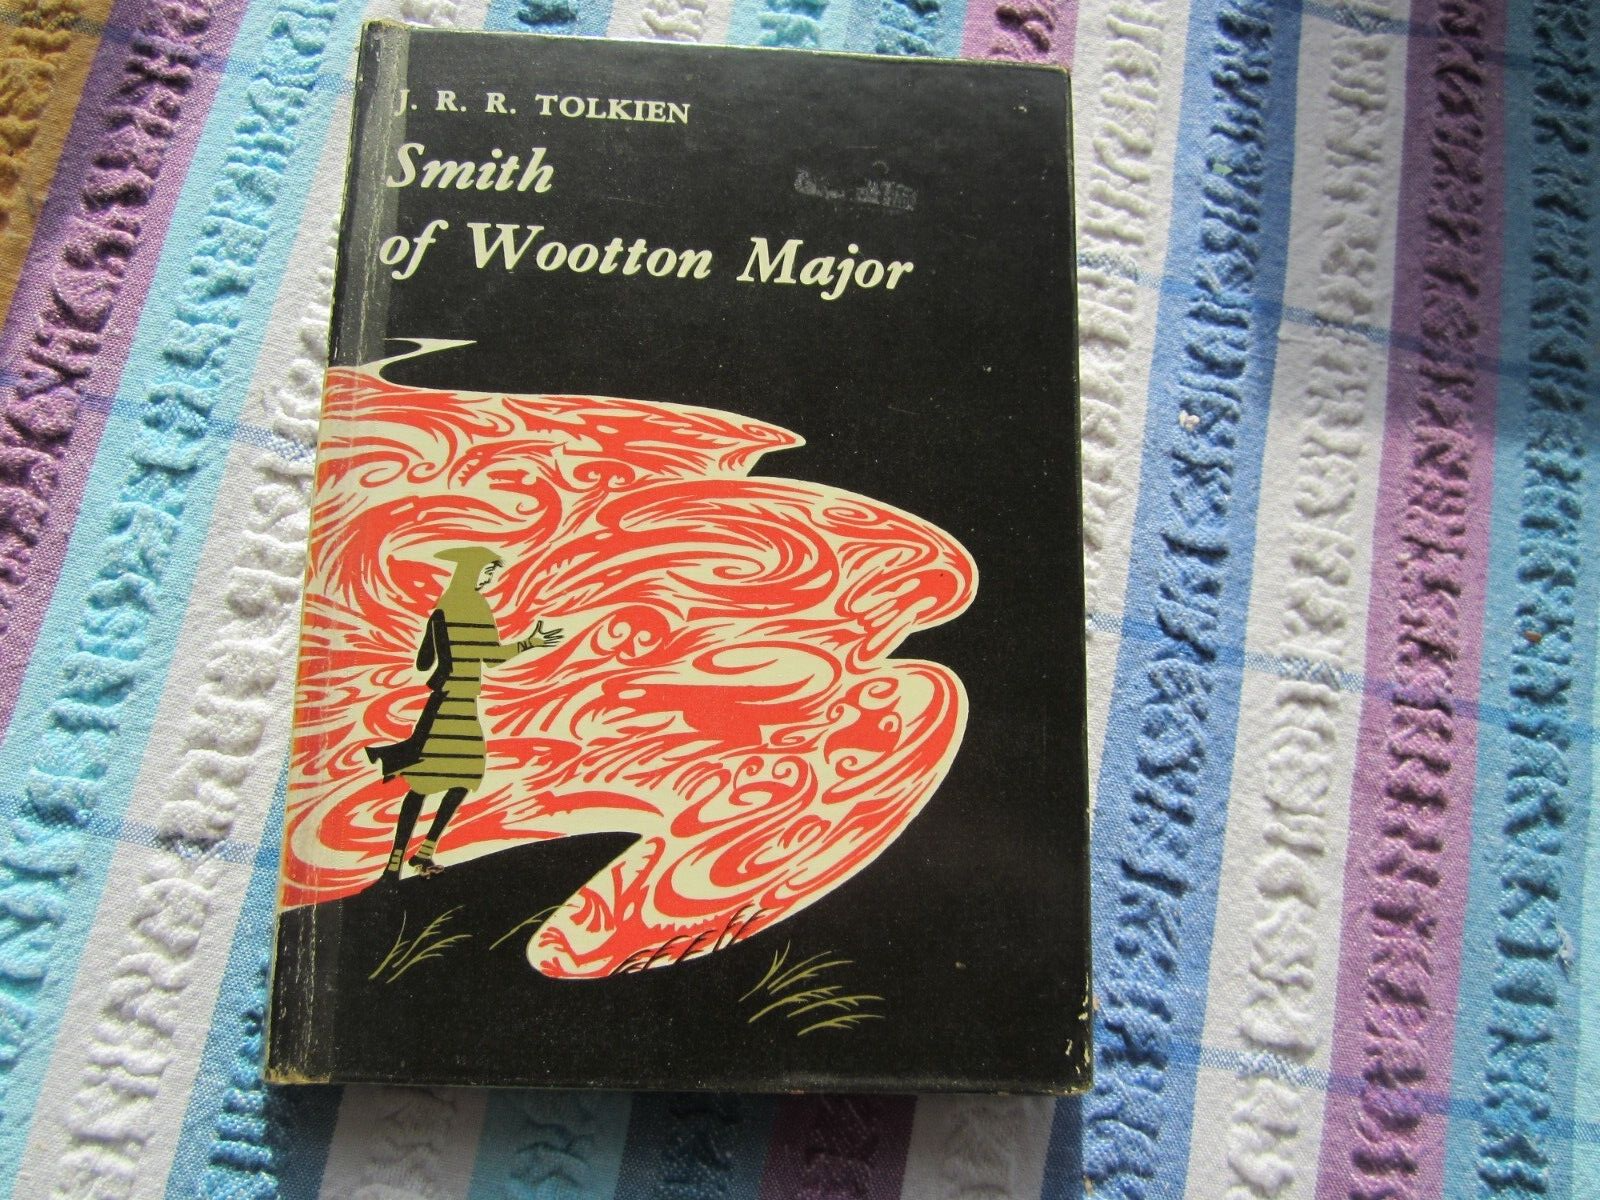 J. R. R. TOLKIEN
Smith
of Wootton Major